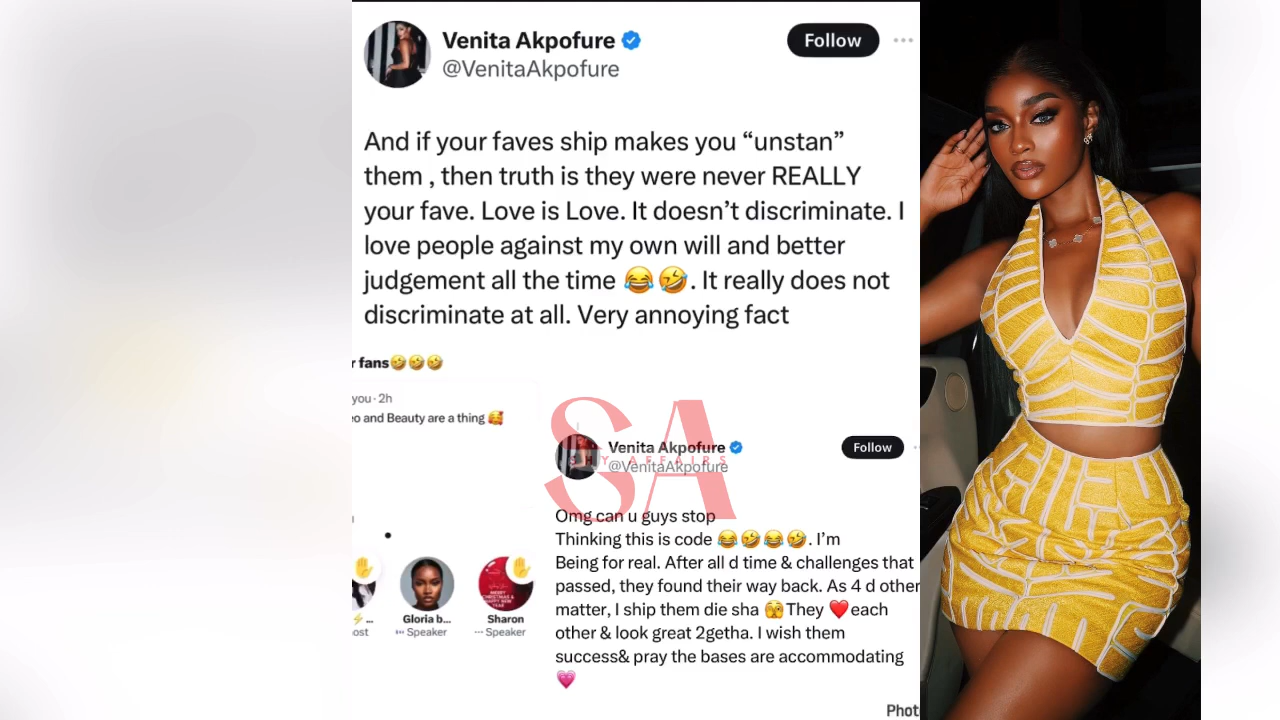 Venita Akpofure
Follow
@VenitaAkpofure
And if your faves ship makes you “unstan”
them , then truth is they were never REALLY
your fave. Love is Love. It doesn’t discriminate. I
love people against my own will and better
judgement all the time 😂🤣. It really does not
discriminate at all. Very annoying fact
r fans🤣🤣🤣
you · 2h
eo and Beauty are a thing 🥰
SA
SHY AFFAIRS
Venita Akpofure
Follow
@VenitaAkpofure
Omg can u guys stop
Thinking this is code 😂🤣😂🤣. I’m
Being for real. After all d time & challenges that
passed, they found their way back. As 4 d other
matter, I ship them die sha 🫣They ❤️each
other & look great 2getha. I wish them
success& pray the bases are accommodating
💗
⚡ ...
Gloria b...
Sharon
ost
Speaker
Speaker
Phot